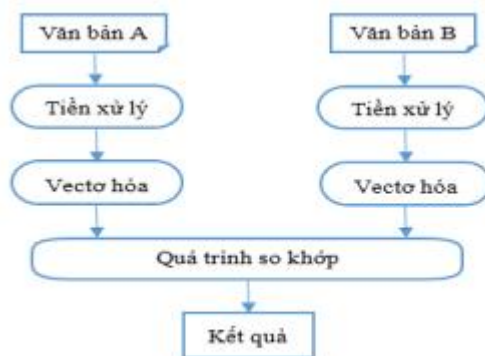 Văn bản A
Văn bản B
Tiền xử lý
Tiền xử lý
Vectơ hóa
Vectơ hóa
Quá trình so khớp
Kết quả